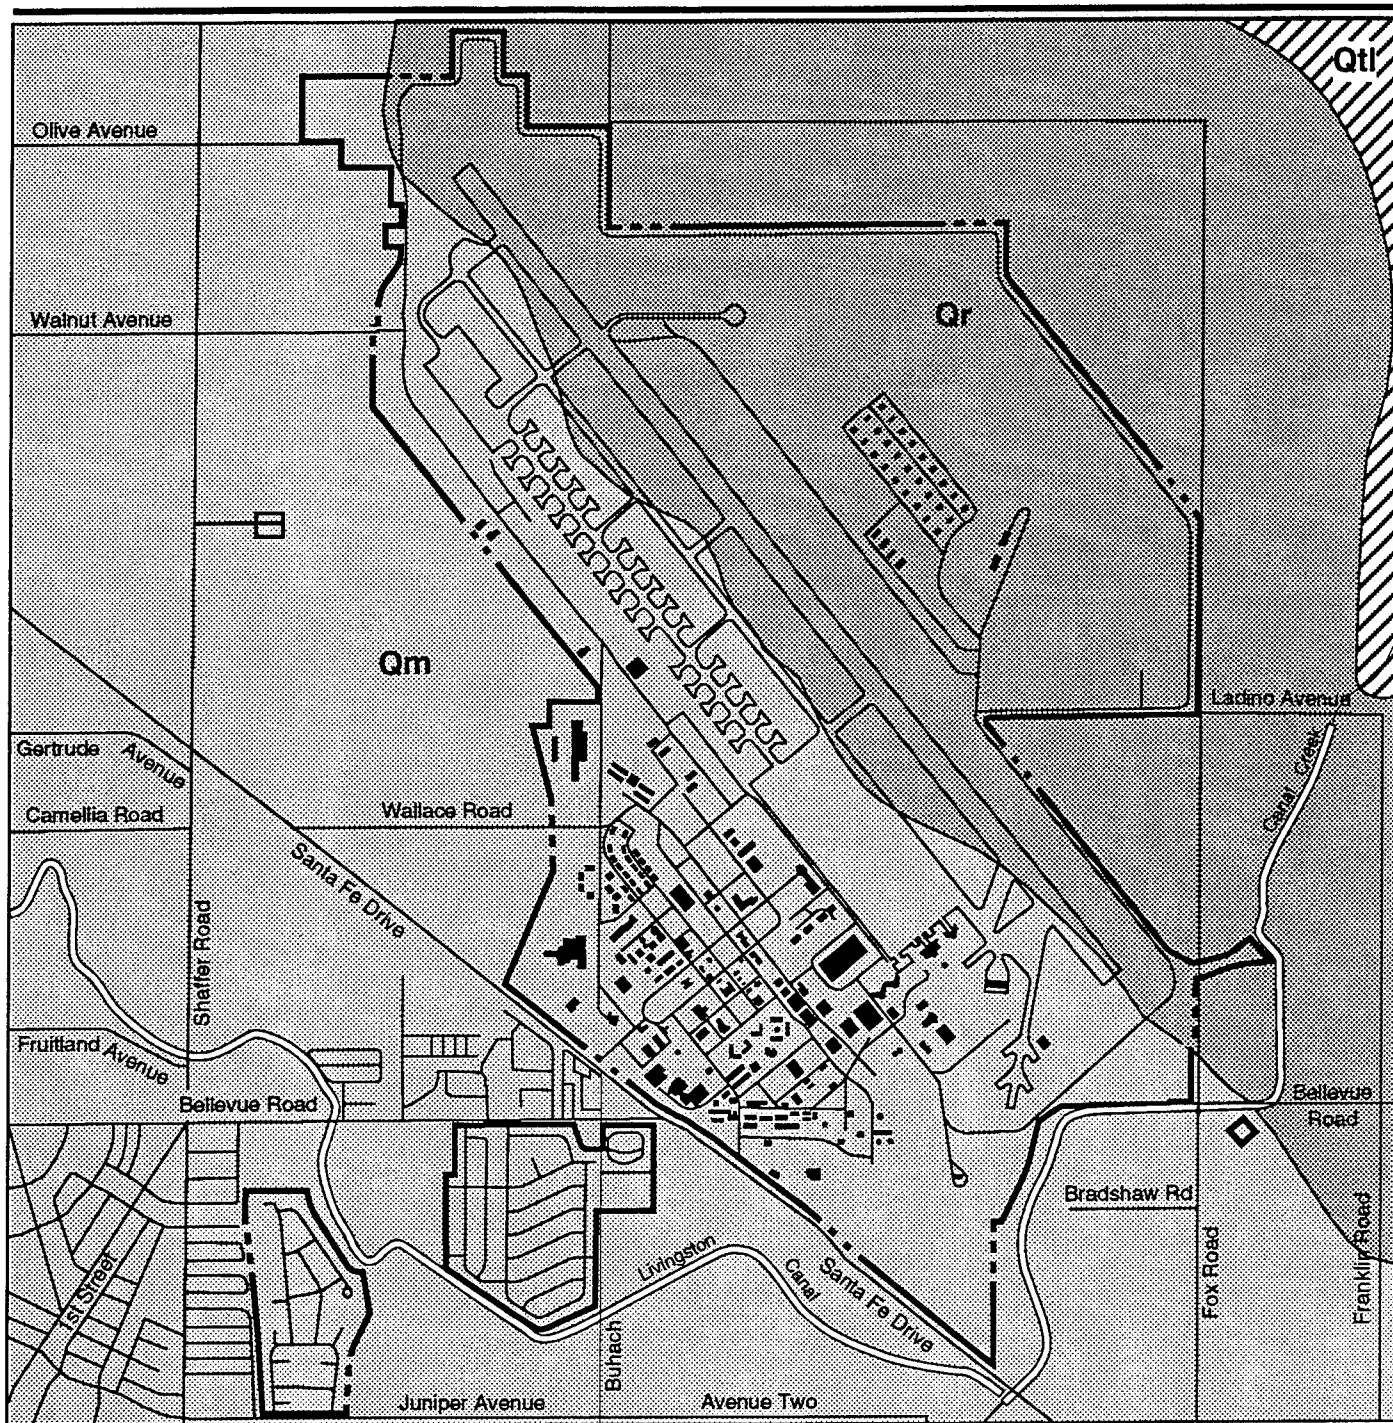 Qtl
Olive Avenue
Walnut Avenue
Qr
Qm
Ladino Avenue
Gertrude Avenue
Canal Creek
Camellia Road
Wallace Road
Santa Fe Drive
Shaffer Road
Fruitland Avenue
Bellevue Road
Bellevue
Road
Bradshaw Rd
1st Street
Livingston
Canal
Santa Fe Drive
Fox Road
Franklin Road
Buhach
Juniper Avenue
Avenue Two